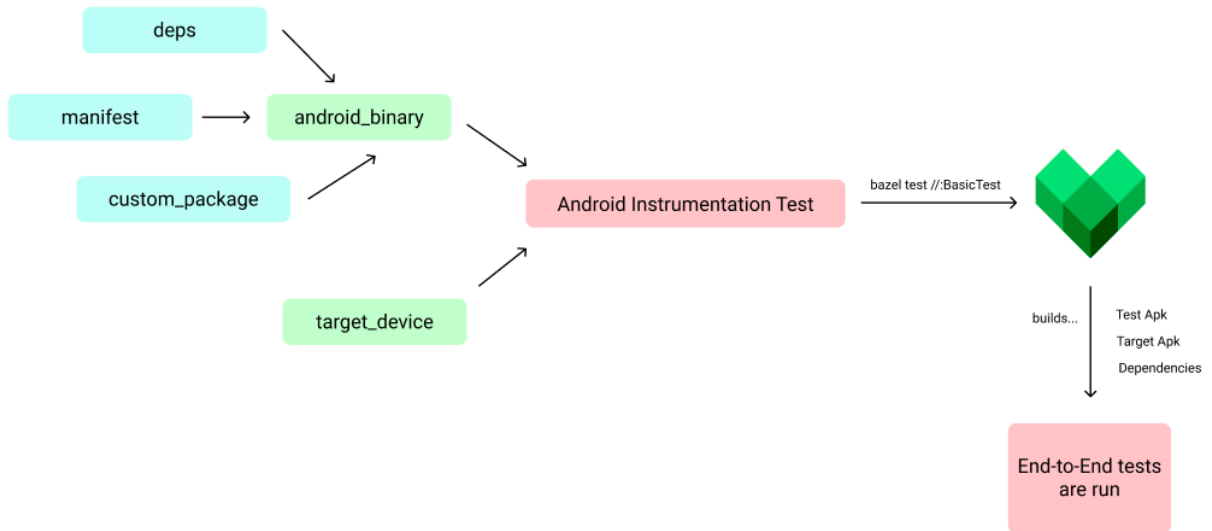 deps
manifest
android_binary
custom_package
Android Instrumentation Test
bazel test //:BasicTest
target_device
builds...
Test Apk
Target Apk
Dependencies
End-to-End tests
are run